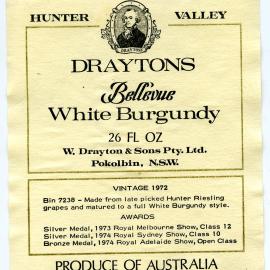 HUNTER VALLEY
DRAYTONS
DRAYTONS
Bellevue
White Burgundy
26 FL OZ
W. Drayton & Sons Pty. Ltd.
Pokolbin, N.S.W.
VINTAGE 1972
Bin 7238 - Made from late picked Hunter Riesling
grapes and matured to a full White Burgundy style.
AWARDS
Silver Medal, 1973 Royal Melbourne Show, Class 12
Silver Medal, 1974 Royal Sydney Show, Class 10
Bronze Medal, 1974 Royal Adelaide Show, Open Class
PRODUCE OF AUSTRALIA